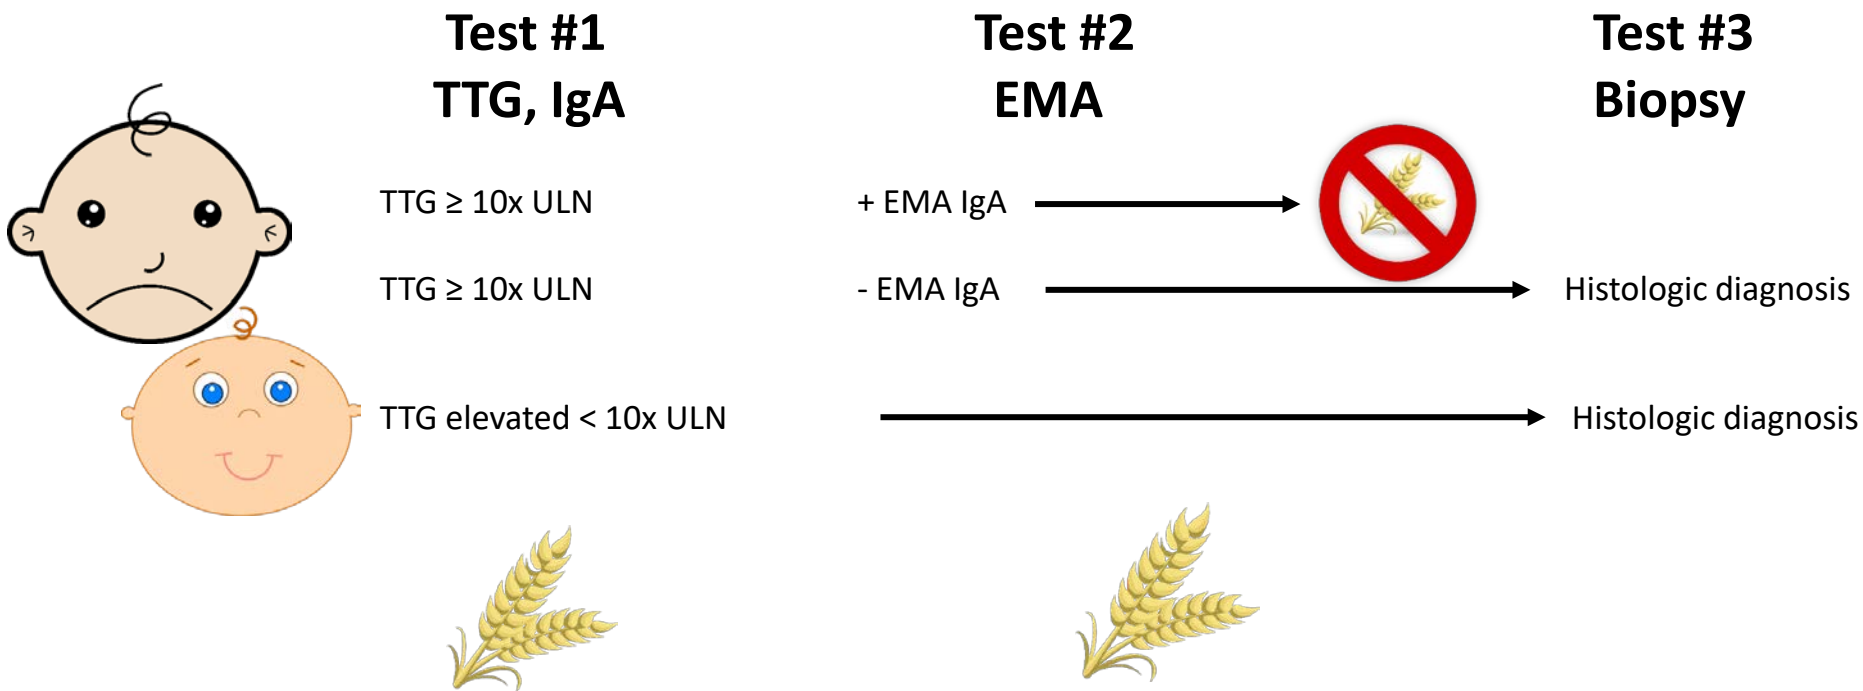 Test #1
TTG, IgA
Test #2
EMA
Test #3
Biopsy
TTG ≥ 10x ULN
+ EMA IgA
TTG ≥ 10x ULN
- EMA IgA
Histologic diagnosis
TTG elevated < 10x ULN
Histologic diagnosis